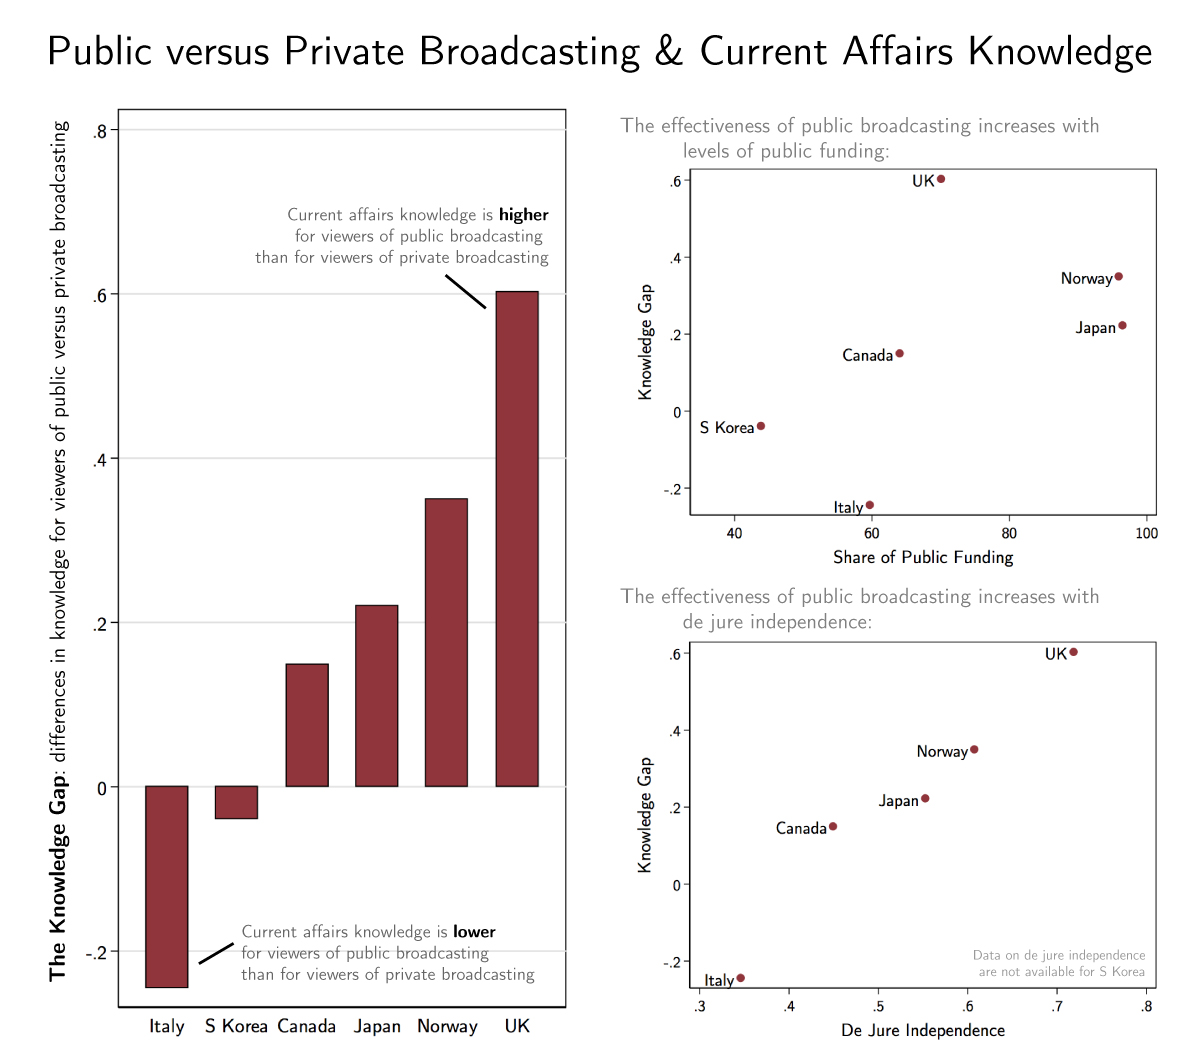 Public versus Private Broadcasting & Current Affairs Knowledge
The Knowledge Gap: differences in knowledge for viewers of public versus private broadcasting
.8
.6
.4
.2
0
-.2
Current affairs knowledge is higher
for viewers of public broadcasting
than for viewers of private broadcasting
Current affairs knowledge is lower
for viewers of public broadcasting
than for viewers of private broadcasting
Italy S Korea Canada Japan Norway UK
The effectiveness of public broadcasting increases with
levels of public funding:
Knowledge Gap
.6
.4
.2
0
-.2
UK
Norway
Japan
Canada
S Korea
Italy
40 60 80 100
Share of Public Funding
The effectiveness of public broadcasting increases with
de jure independence:
Knowledge Gap
.6
.4
.2
0
-.2
UK
Norway
Japan
Canada
Italy
Data on de jure independence
are not available for S Korea
.3 .4 .5 .6 .7 .8
De Jure Independence